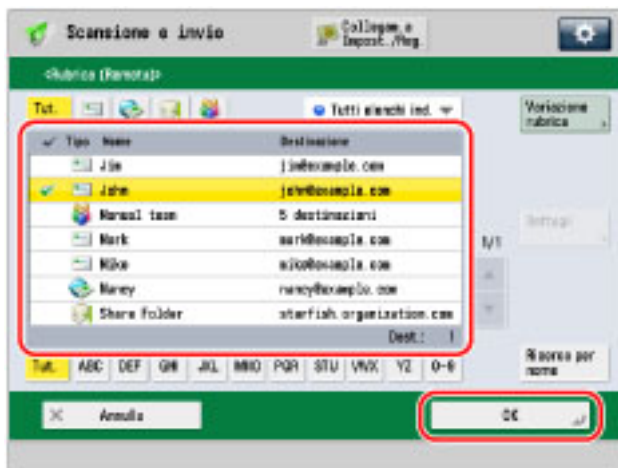 Scansione e invio
Collegam. e
Impost./Reg.
<Rubrica (Remota)>
Tut.
Tutti elenchi ind.
Variazione
rubrica
Tipo Nome Destinazione
Jim jim@example.com
John john@example.com
Manual team 5 destinazioni
Mark mark@example.com
Mike mike@example.com
Nancy nancy@example.com
Share Folder starfish.organization.com
Dettagli
1/1
Dest.: 1
Tut. ABC DEF GHI JKL MNO PQR STU VWX YZ 0-9
Ricerca per
nome
Annulla
OK